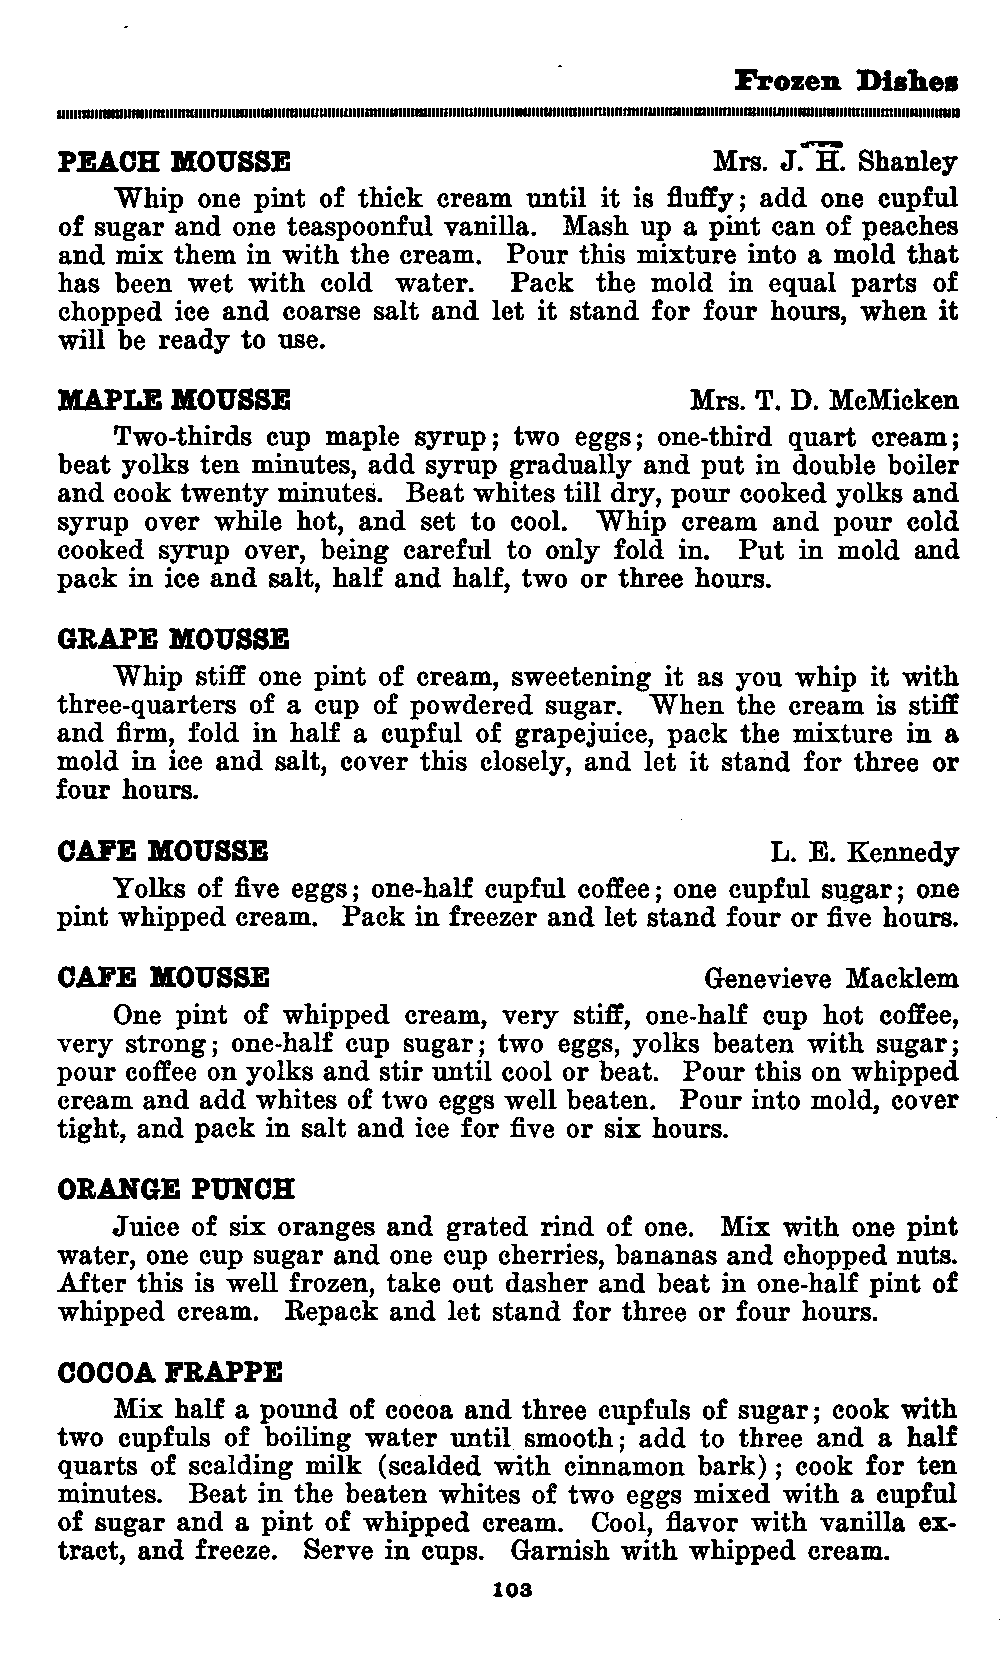 Frozen Dishes
PEACH MOUSSE Mrs. J. H. Shanley
Whip one pint of thick cream until it is fluffy; add one cupful
of sugar and one teaspoonful vanilla. Mash up a pint can of peaches
and mix them in with the cream. Pour this mixture into a mold that
has been wet with cold water. Pack the mold in equal parts of
chopped ice and coarse salt and let it stand for four hours, when it
will be ready to use.
MAPLE MOUSSE Mrs. T. D. McMicken
Two-thirds cup maple syrup; two eggs; one-third quart cream;
beat yolks ten minutes, add syrup gradually and put in double boiler
and cook twenty minutes. Beat whites till dry, pour cooked yolks and
syrup over while hot, and set to cool. Whip cream and pour cold
cooked syrup over, being careful to only fold in. Put in mold and
pack in ice and salt, half and half, two or three hours.
GRAPE MOUSSE
Whip stiff one pint of cream, sweetening it as you whip it with
three-quarters of a cup of powdered sugar. When the cream is stiff
and firm, fold in half a cupful of grapejuice, pack the mixture in a
mold in ice and salt, cover this closely, and let it stand for three or
four hours.
CAFE MOUSSE L. E. Kennedy
Yolks of five eggs; one-half cupful coffee; one cupful sugar; one
pint whipped cream. Pack in freezer and let stand four or five hours.
CAFE MOUSSE Genevieve Macklem
One pint of whipped cream, very stiff, one-half cup hot coffee,
very strong; one-half cup sugar; two eggs, yolks beaten with sugar;
pour coffee on yolks and stir until cool or beat. Pour this on whipped
cream and add whites of two eggs well beaten. Pour into mold, cover
tight, and pack in salt and ice for five or six hours.
ORANGE PUNCH
Juice of six oranges and grated rind of one. Mix with one pint
water, one cup sugar and one cup cherries, bananas and chopped nuts.
After this is well frozen, take out dasher and beat in one-half pint of
whipped cream. Repack and let stand for three or four hours.
COCOA FRAPPE
Mix half a pound of cocoa and three cupfuls of sugar; cook with
two cupfuls of boiling water until smooth; add to three and a half
quarts of scalding milk (scalded with cinnamon bark); cook for ten
minutes. Beat in the beaten whites of two eggs mixed with a cupful
of sugar and a pint of whipped cream. Cool, flavor with vanilla ex-
tract, and freeze. Serve in cups. Garnish with whipped cream.
103